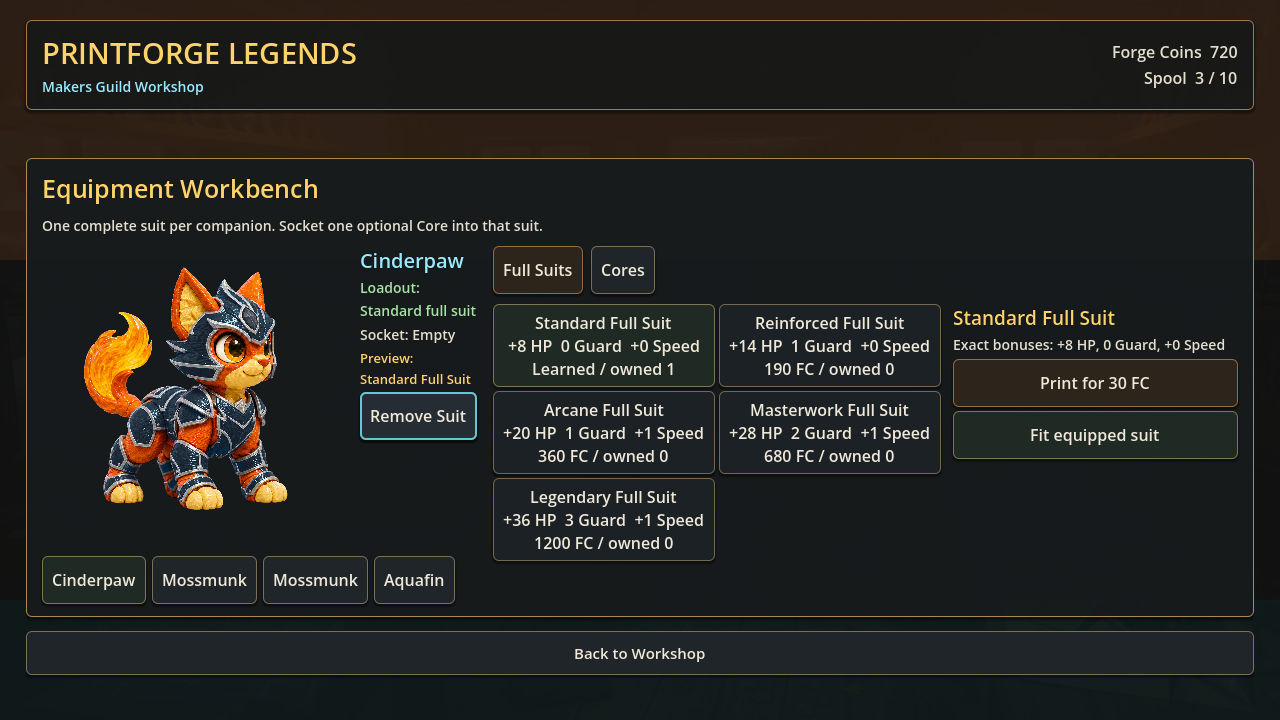 PRINTFORGE LEGENDS
Makers Guild Workshop
Forge Coins 720
Spool 3 / 10
Equipment Workbench
One complete suit per companion. Socket one optional Core into that suit.
Cinderpaw
Loadout:
Standard full suit
Socket: Empty
Preview:
Standard Full Suit
Remove Suit
Full Suits
Cores
Standard Full Suit
+8 HP 0 Guard +0 Speed
Learned / owned 1
Reinforced Full Suit
+14 HP 1 Guard +0 Speed
190 FC / owned 0
Arcane Full Suit
+20 HP 1 Guard +1 Speed
360 FC / owned 0
Masterwork Full Suit
+28 HP 2 Guard +1 Speed
680 FC / owned 0
Legendary Full Suit
+36 HP 3 Guard +1 Speed
1200 FC / owned 0
Standard Full Suit
Exact bonuses: +8 HP, 0 Guard, +0 Speed
Print for 30 FC
Fit equipped suit
Cinderpaw
Mossmunk
Mossmunk
Aquafin
Back to Workshop